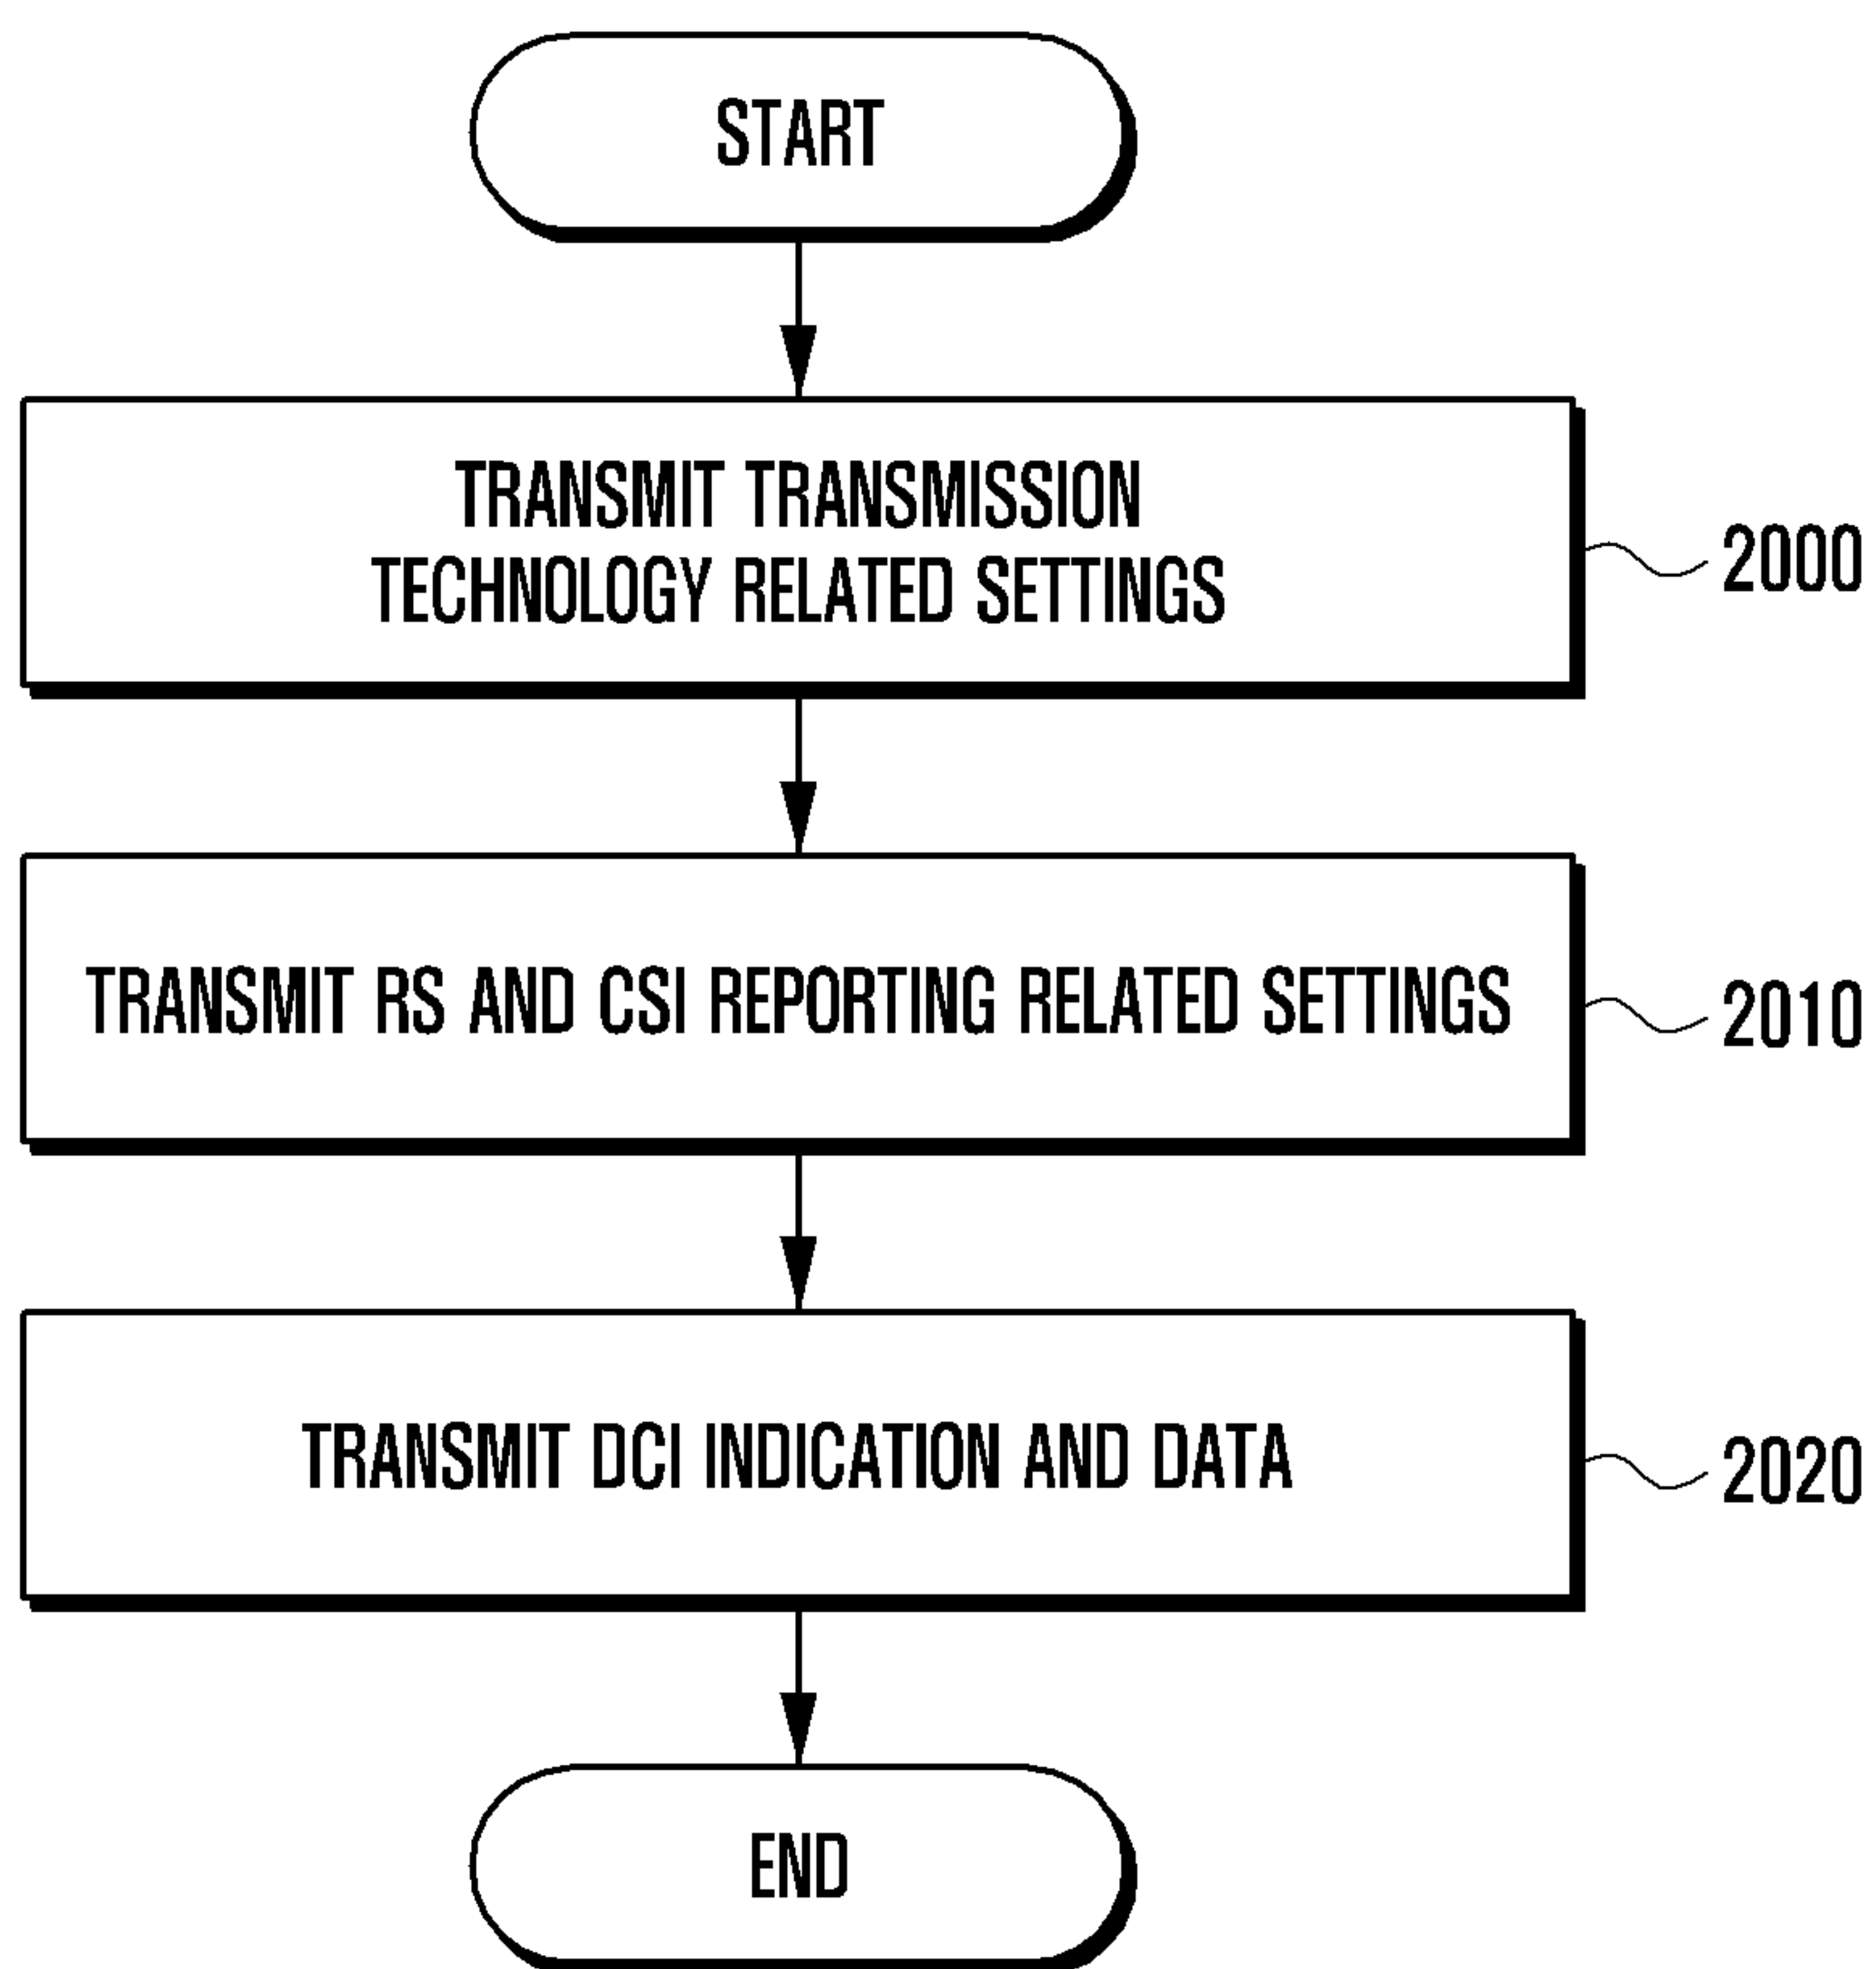 START
TRANSMIT TRANSMISSION
TECHNOLOGY RELATED SETTINGS
2000
TRANSMIT RS AND CSI REPORTING RELATED SETTINGS
2010
TRANSMIT DCI INDICATION AND DATA
2020
END